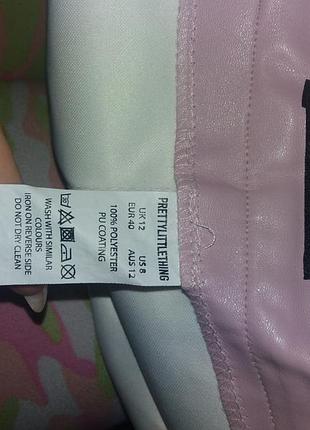 PRETTYLITTLETHING
UK 12 US 8
EUR 40 AUS 12
100% POLYESTER
PU COATING
WASH WITH SIMILAR
COLOURS
IRON ON REVERSE SIDE
DO NOT DRY CLEAN